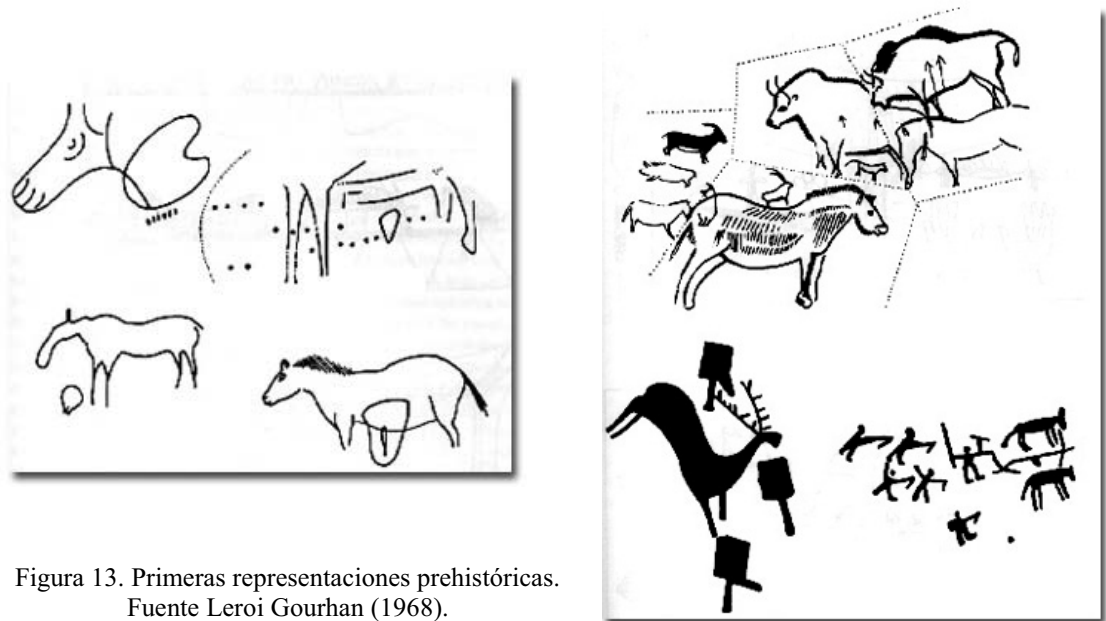 Figura 13. Primeras representaciones prehistóricas.
Fuente Leroi Gourhan (1968).